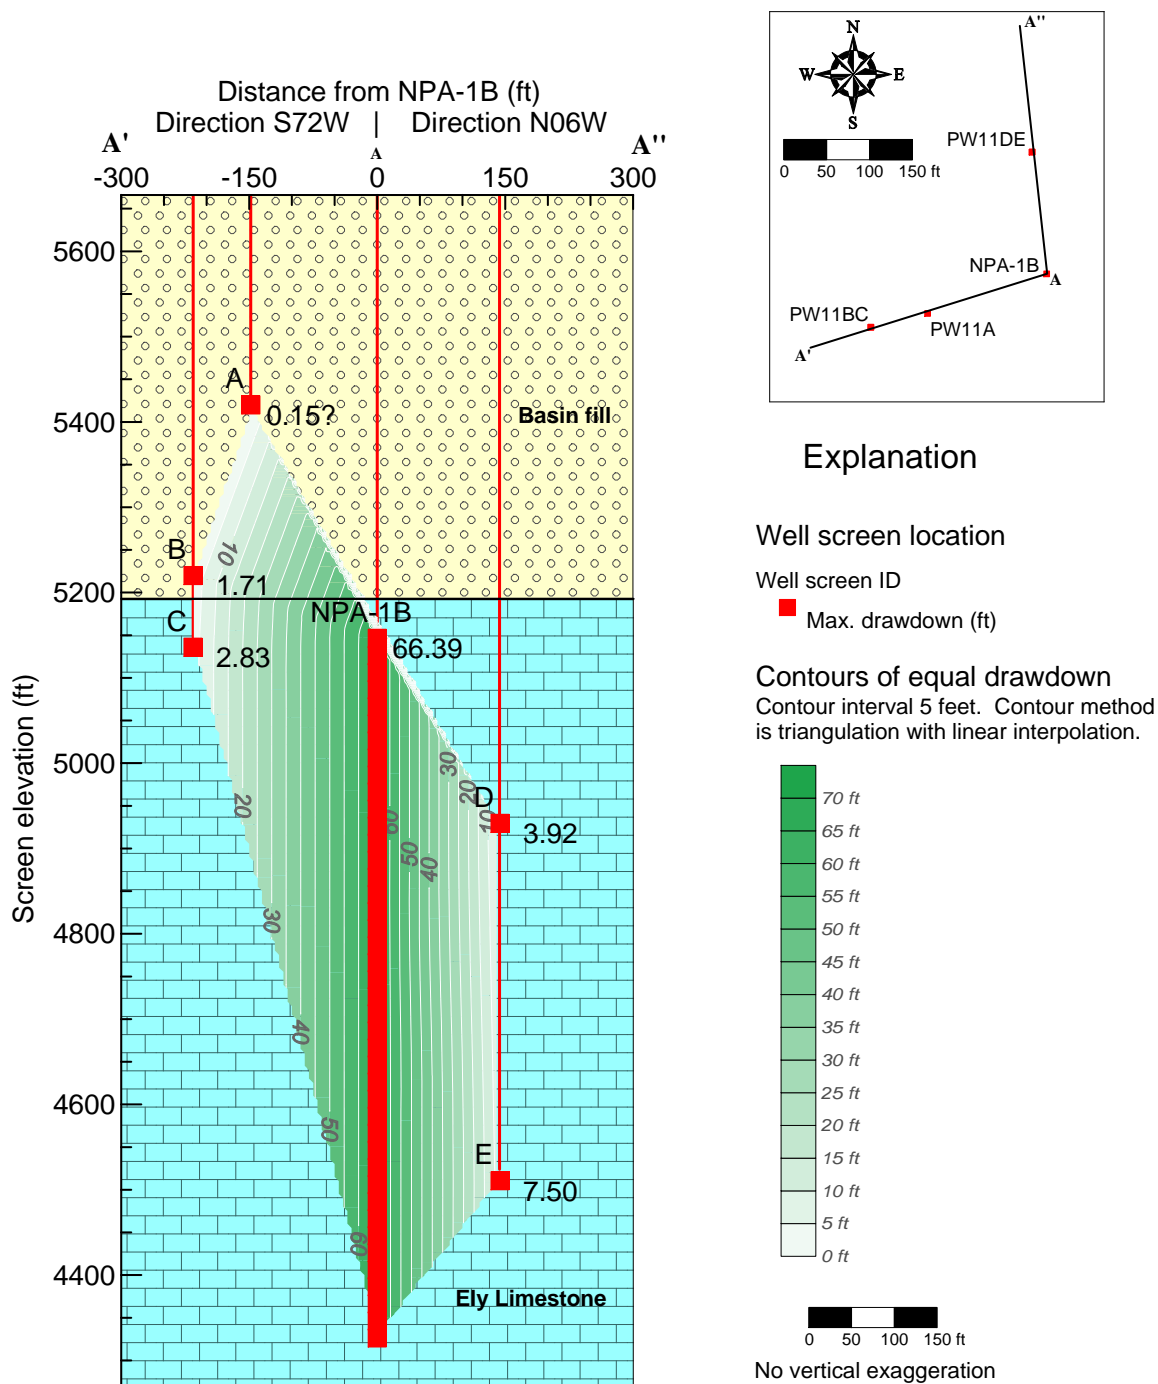 Distance from NPA-1B (ft)
Direction S72W | Direction N06W
A' A A''
-300 -150 0 150 300
5600
5400
5200
5000
4800
4600
4400
Screen elevation (ft)
A
0.15?
Basin fill
B
1.71
10
C
2.83
NPA-1B
66.39
30
20
10
D
3.92
60
50
40
20
30
40
50
60
E
7.50
Ely Limestone
A''
N
W E
S
0 50 100 150 ft
PW11DE
NPA-1B
A
PW11BC
PW11A
A'
Explanation
Well screen location
Well screen ID
Max. drawdown (ft)
Contours of equal drawdown
Contour interval 5 feet. Contour method
is triangulation with linear interpolation.
70 ft
65 ft
60 ft
55 ft
50 ft
45 ft
40 ft
35 ft
30 ft
25 ft
20 ft
15 ft
10 ft
5 ft
0 ft
0 50 100 150 ft
No vertical exaggeration